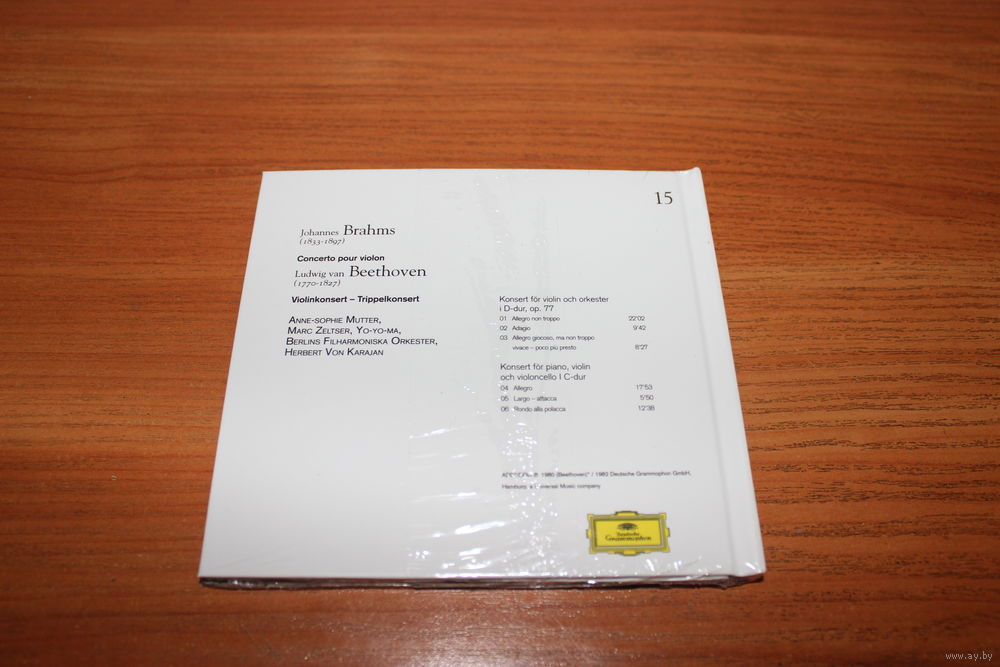 15
Johannes Brahms
(1833-1897)
Concerto pour violon
Ludwig van Beethoven
(1770-1827)
Violinkonsert – Trippelkonsert
Anne-sophie Mutter,
Marc Zeltser, Yo-yo-ma,
Berlins Filharmoniska Orkester,
Herbert Von Karajan
Konsert för violin och orkester
i D-dur, op. 77
01 Allegro non troppo 22'02
02 Adagio 9'42
03 Allegro giocoso, ma non troppo
vivace – poco più presto 8'27
Konsert för piano, violin
och violoncello I C-dur
04 Allegro 17'53
05 Largo – attacca 5'50
06 Rondo alla polacca 12'38
1980 (Beethoven)* / 1983 Deutsche Grammophon GmbH,
Hamburg, a Universal Music company
Deutsche
Grammophon
www.ay.by